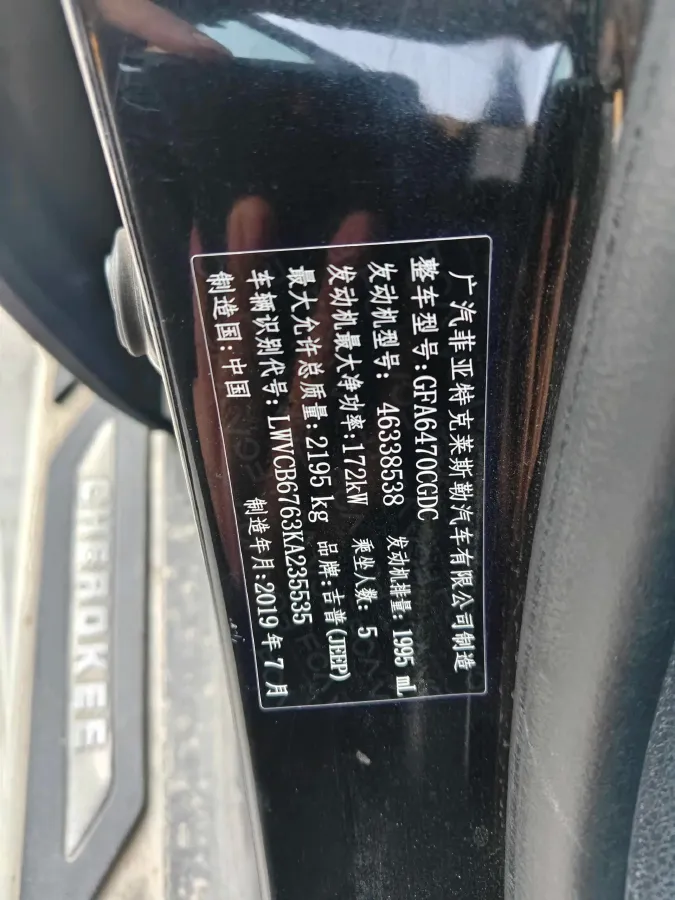 广汽菲亚特克莱斯勒汽车有限公司制造
整车型号:GFA6470CGDC
发动机型号: 46338538 发动机排量:1995 mL
发动机最大净功率:172kW 乘坐人数: 5
最大允许总质量:2195 kg 品牌:吉普(JEEP)
车辆识别代号:LWVCB6763KA235535
制造国:中国 制造年月:2019 年 7 月
CHEROKEE